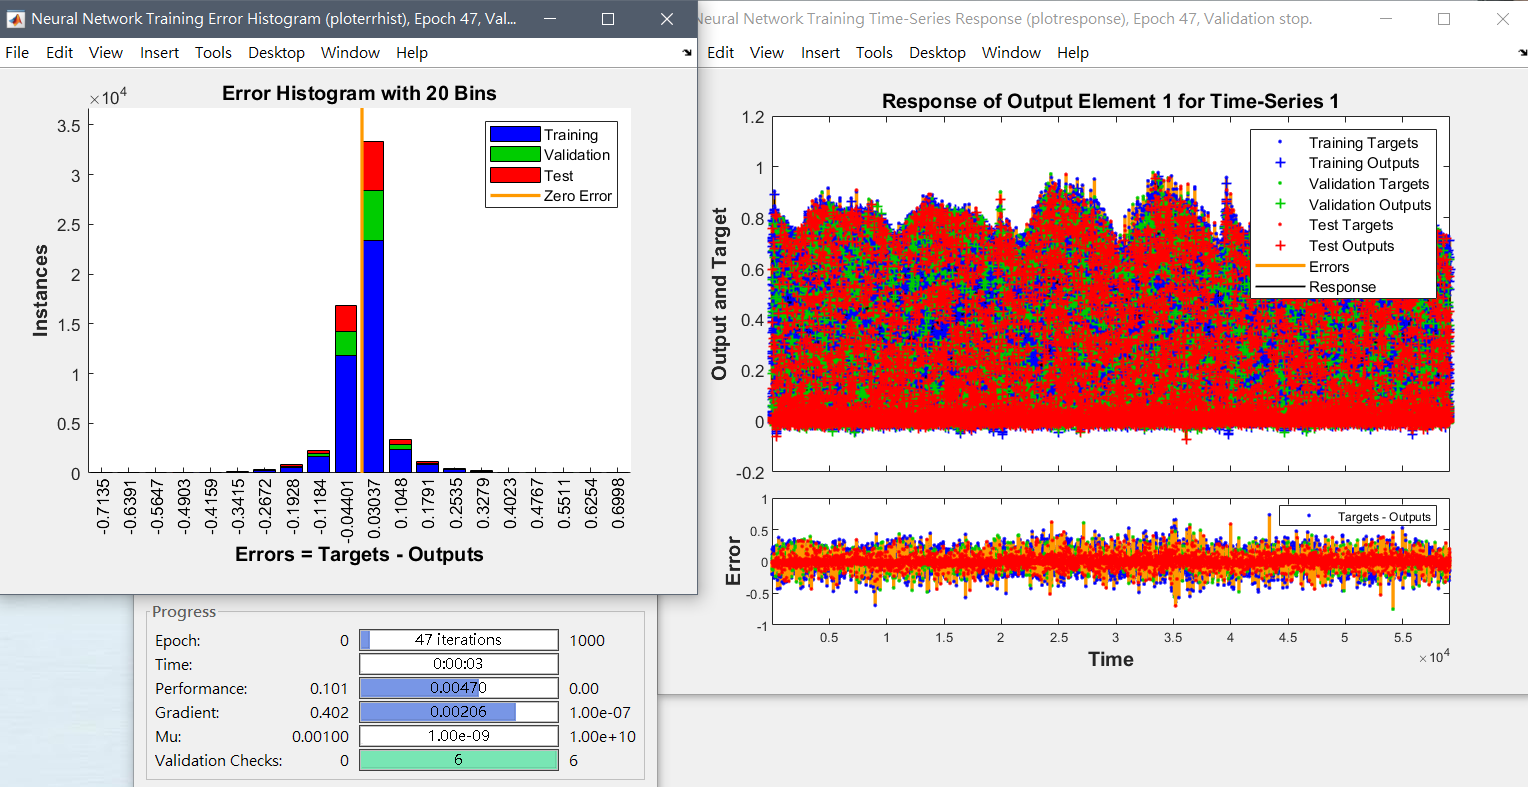 Neural Network Training Error Histogram (ploterrhist), Epoch 47, Val...
File Edit View Insert Tools Desktop Window Help
Error Histogram with 20 Bins
×10^4
3.5
3
2.5
2
1.5
1
0.5
0
Instances
Training
Validation
Test
Zero Error
-0.7135
-0.6391
-0.5647
-0.4903
-0.4159
-0.3415
-0.2672
-0.1928
-0.1184
-0.04401
0.03037
0.1048
0.1791
0.2535
0.3279
0.4023
0.4767
0.5511
0.6254
0.6998
Errors = Targets - Outputs
Neural Network Training Time-Series Response (plotresponse), Epoch 47, Validation stop.
Edit View Insert Tools Desktop Window Help
Response of Output Element 1 for Time-Series 1
1.2
1
0.8
0.6
0.4
0.2
0
-0.2
Output and Target
Training Targets
Training Outputs
Validation Targets
Validation Outputs
Test Targets
Test Outputs
Errors
Response
1
0.5
0
-0.5
-1
Error
Targets - Outputs
0.5 1 1.5 2 2.5 3 3.5 4 4.5 5 5.5
×10^4
Time
Progress
Epoch: 0 47 iterations 1000
Time: 0:00:03
Performance: 0.101 0.00470 0.00
Gradient: 0.402 0.00206 1.00e-07
Mu: 0.00100 1.00e-09 1.00e+10
Validation Checks: 0 6 6